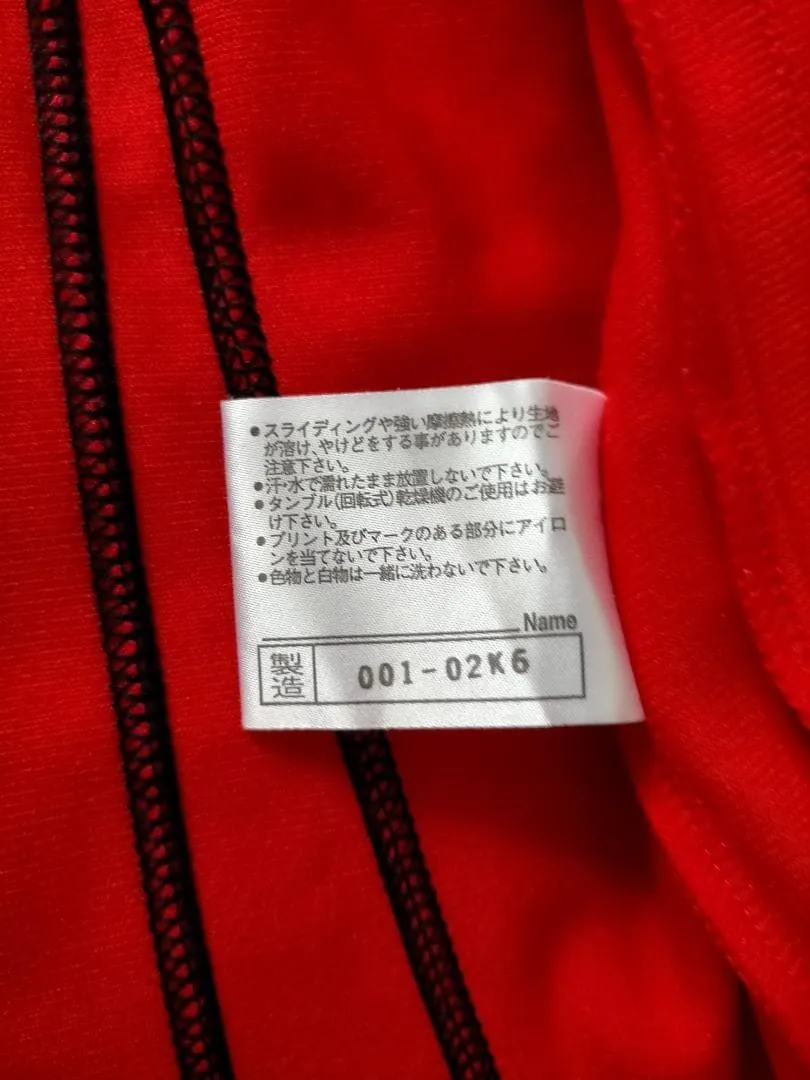 ●スライディングや強い摩擦熱により生地
が溶け、やけどをする事がありますのでご
注意下さい。
●汗・水で濡れたまま放置しないで下さい。
●タンブル(回転式)乾燥機のご使用はお避
け下さい。
●プリント及びマークのある部分にアイロ
ンを当てないで下さい。
●色物と白物は一緒に洗わないで下さい。
Name
製造 001-02K6